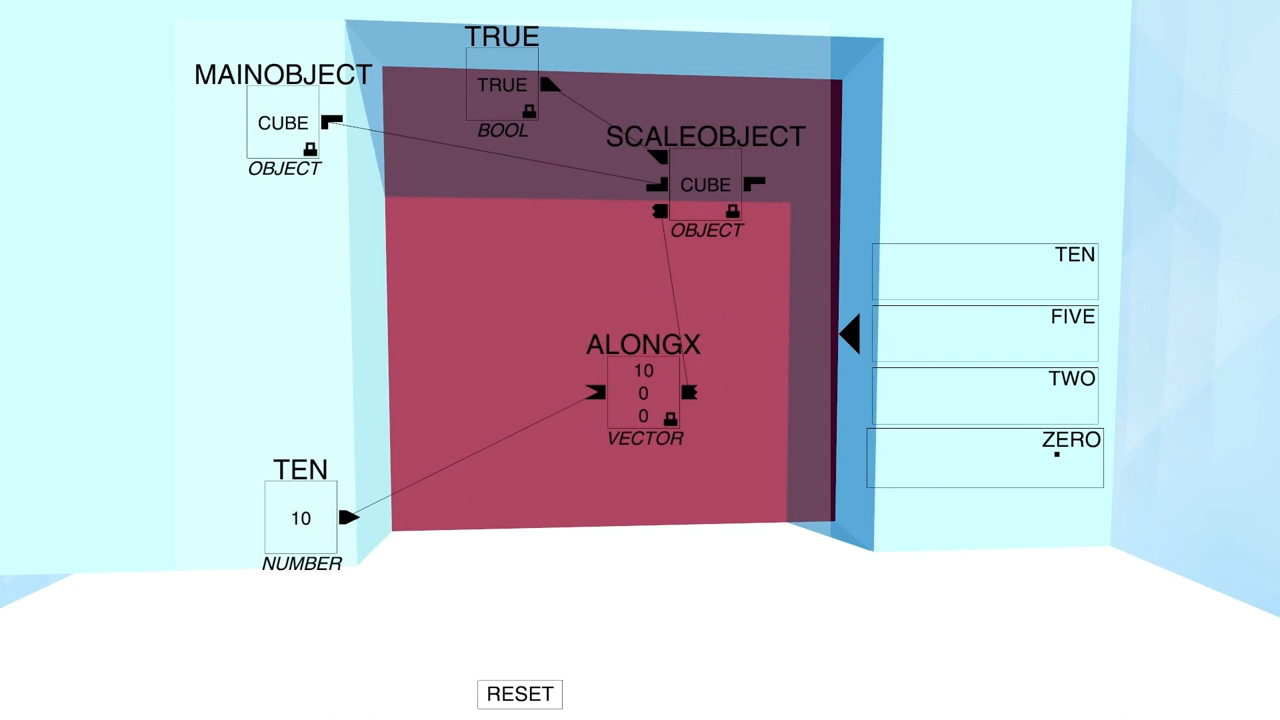 TRUE
TRUE
BOOL
MAINOBJECT
CUBE
OBJECT
SCALEOBJECT
CUBE
OBJECT
TEN
FIVE
TWO
ZERO
ALONGX
10
0
0
VECTOR
TEN
10
NUMBER
RESET